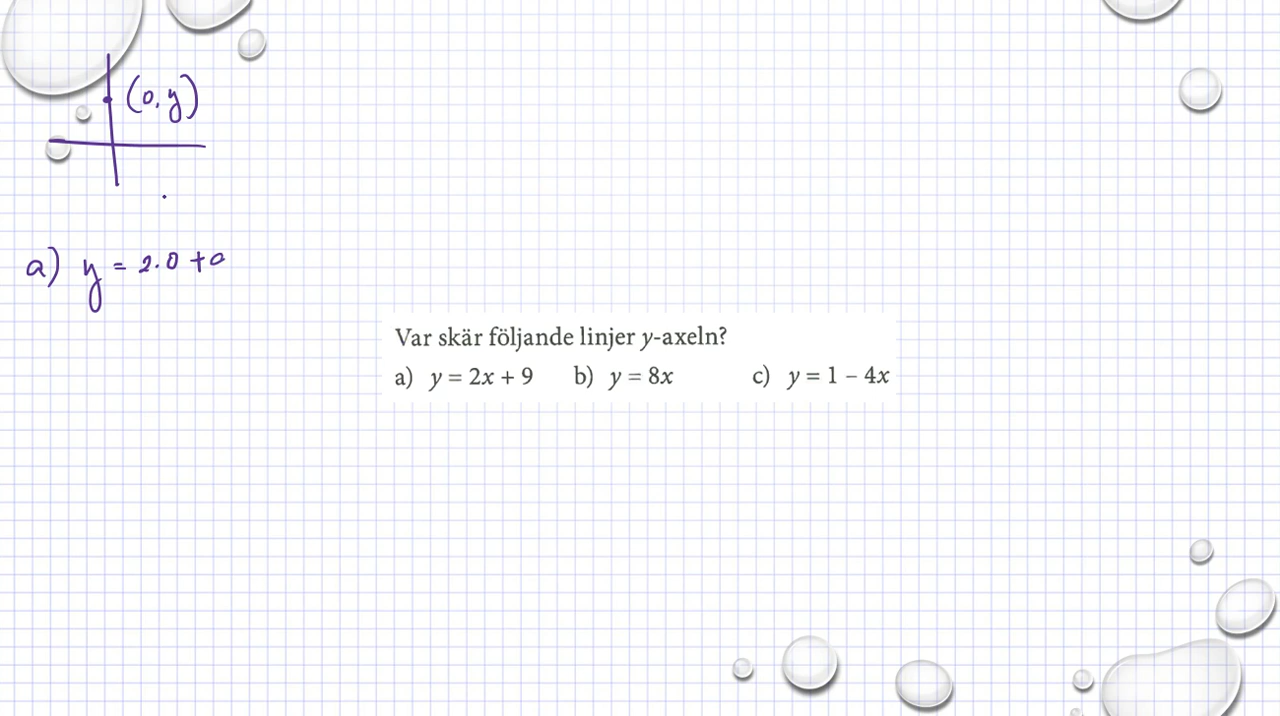 (0, y)
a) y = 2.0 + 0
Var skär följande linjer y-axeln?
a) y = 2x + 9 b) y = 8x c) y = 1 – 4x